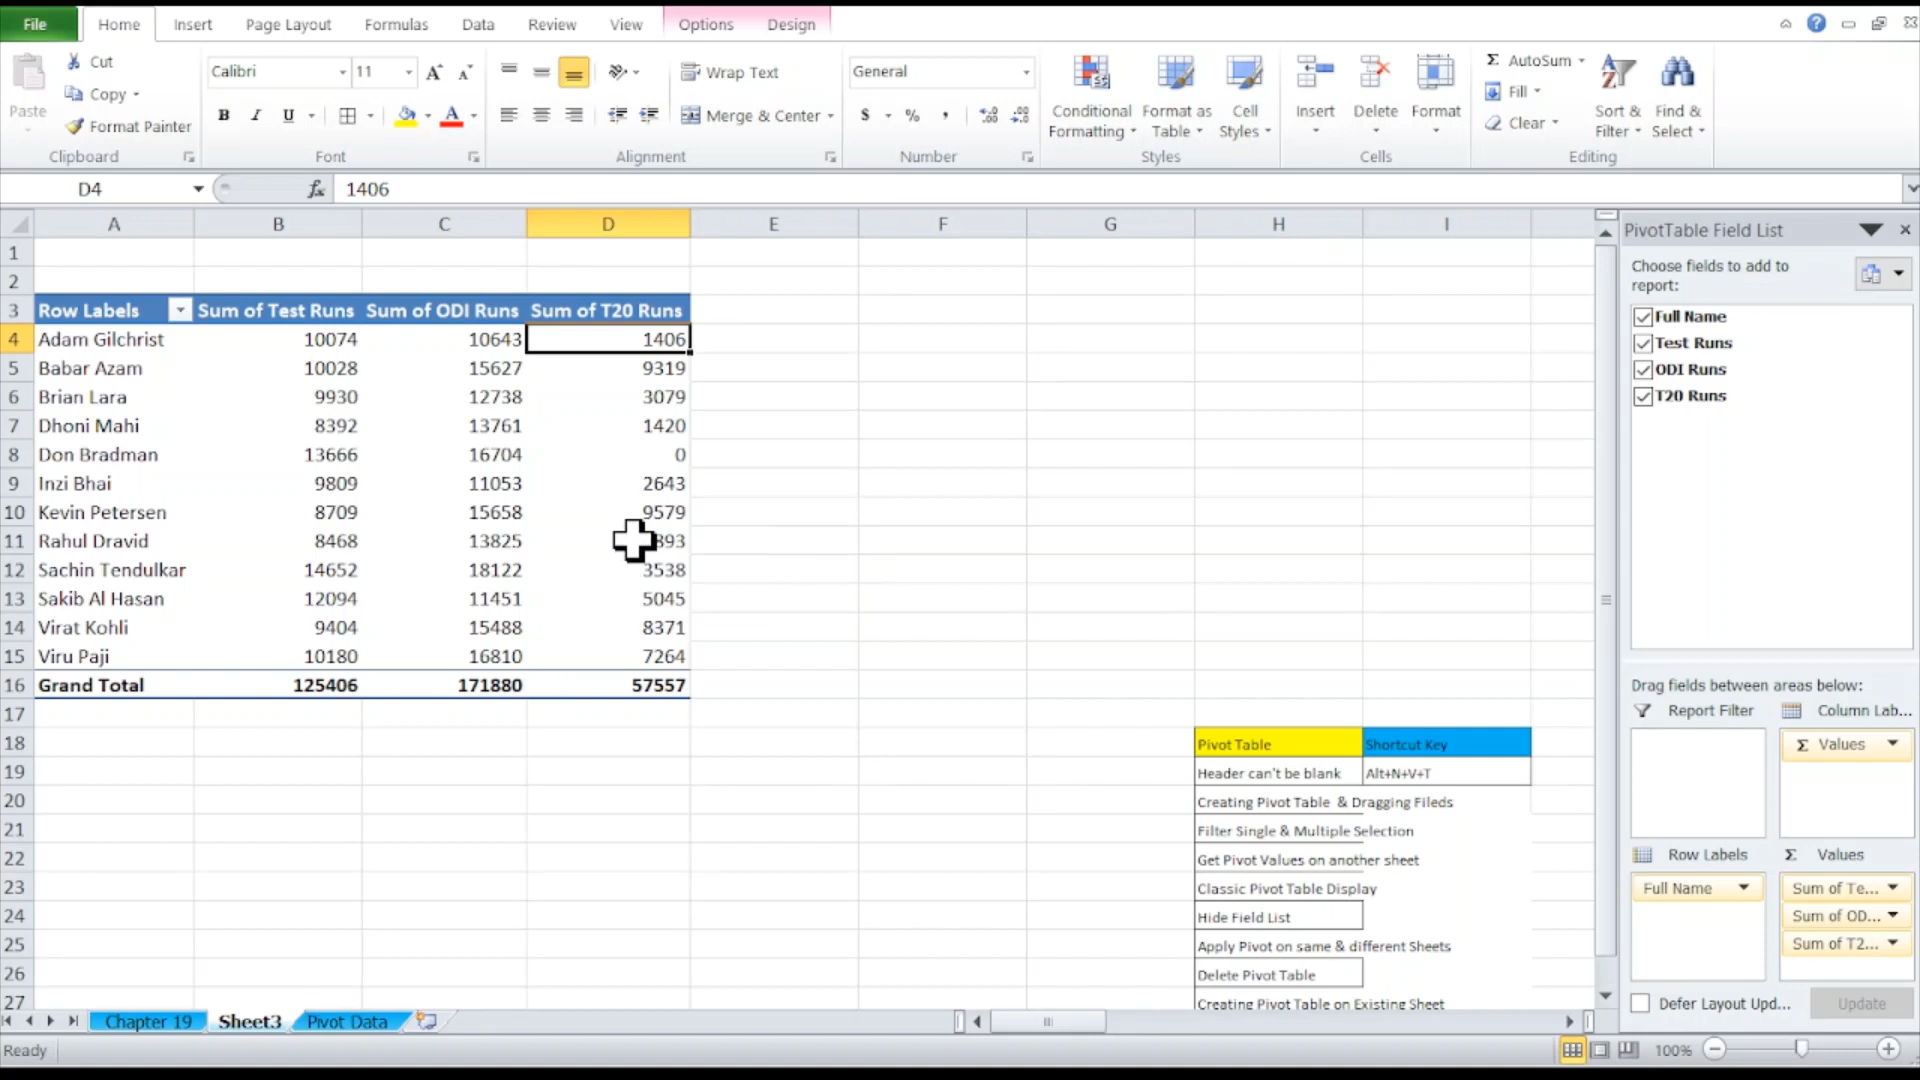 File Home Insert Page Layout Formulas Data Review View Options Design
Paste Cut Copy Format Painter
Calibri 11
B I U
Wrap Text
Merge & Center
General
$ % ,
Conditional Formatting Format as Table Cell Styles
Insert Delete Format
AutoSum Fill Clear
Sort & Filter Find & Select
Clipboard Font Alignment Number Styles Cells Editing
D4 fx 1406
A B C D E F G H I
1
2
3 Row Labels Sum of Test Runs Sum of ODI Runs Sum of T20 Runs
4 Adam Gilchrist 10074 10643 1406
5 Babar Azam 10028 15627 9319
6 Brian Lara 9930 12738 3079
7 Dhoni Mahi 8392 13761 1420
8 Don Bradman 13666 16704 0
9 Inzi Bhai 9809 11053 2643
10 Kevin Petersen 8709 15658 9579
11 Rahul Dravid 8468 13825
12 Sachin Tendulkar 14652 18122 3538
13 Sakib Al Hasan 12094 11451 5045
14 Virat Kohli 9404 15488 8371
15 Viru Paji 10180 16810 7264
16 Grand Total 125406 171880 57557
17
18 Pivot Table Shortcut Key
19 Header can't be blank Alt+N+V+T
20 Creating Pivot Table & Dragging Fileds
21 Filter Single & Multiple Selection
22 Get Pivot Values on another sheet
23 Classic Pivot Table Display
24 Hide Field List
25 Apply Pivot on same & different Sheets
26 Delete Pivot Table
27 Creating Pivot Table on Existing Sheet
PivotTable Field List
Choose fields to add to
report:
Full Name
Test Runs
ODI Runs
T20 Runs
Drag fields between areas below:
Report Filter Column Lab...
Σ Values
Row Labels Σ Values
Full Name Sum of Te...
Sum of OD...
Sum of T2...
Defer Layout Upd... Update
Chapter 19 Sheet3 Pivot Data
Ready 100%